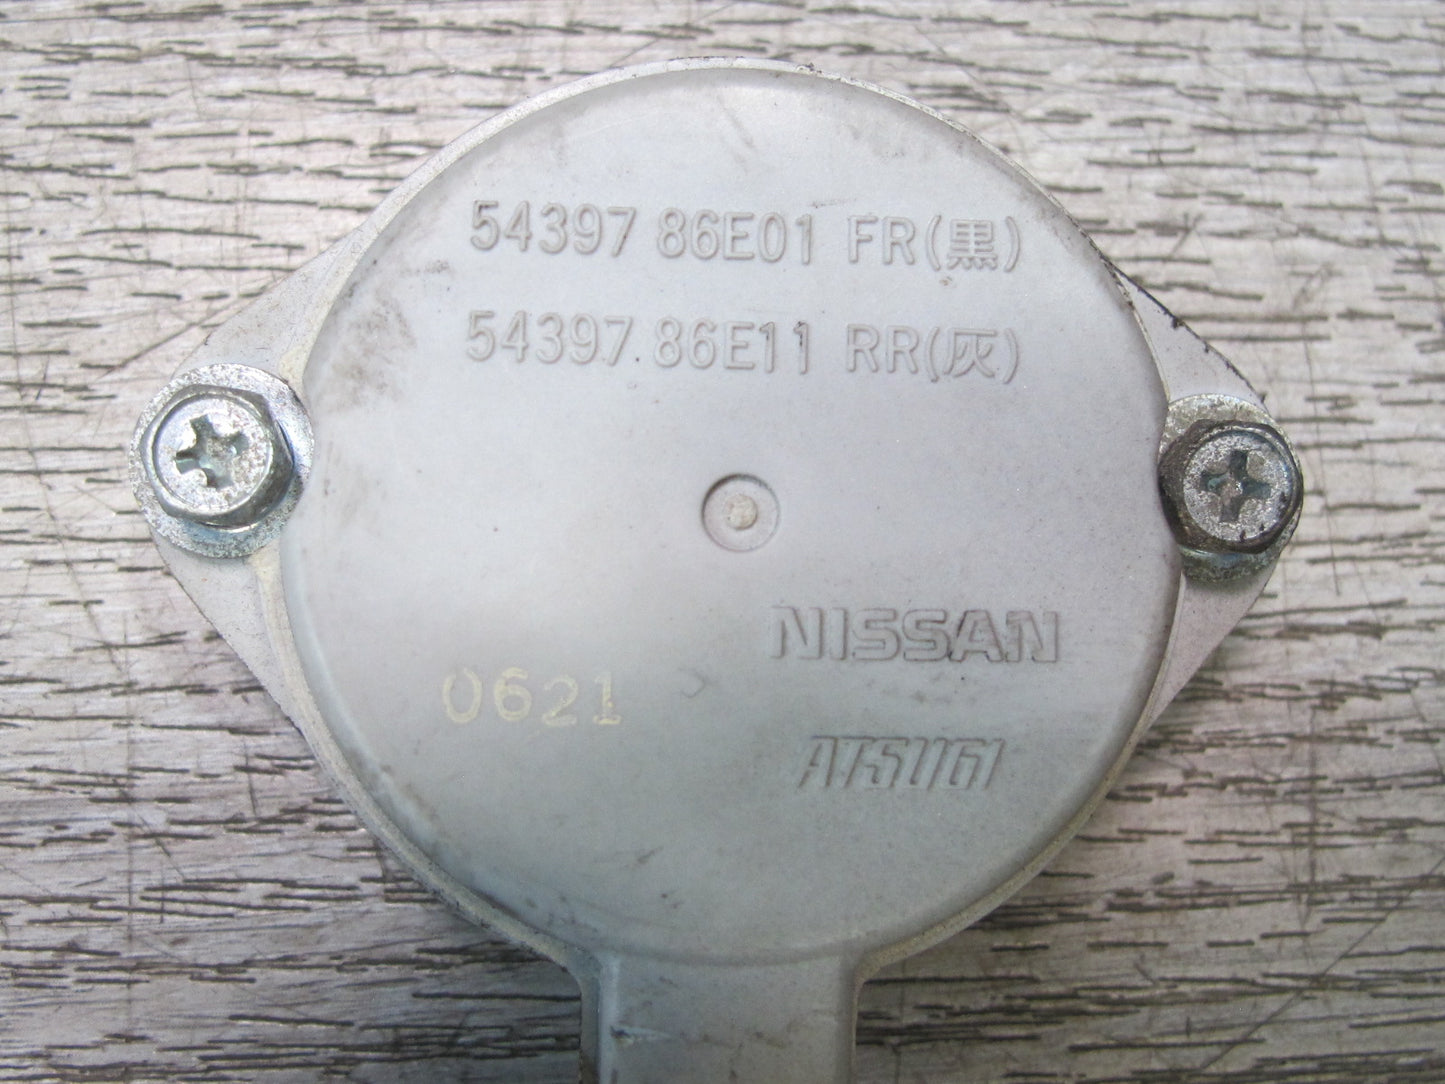 54397 86E01 FR(黒)
54397 86E11 RR(灰)
NISSAN
0621
ATSUGI